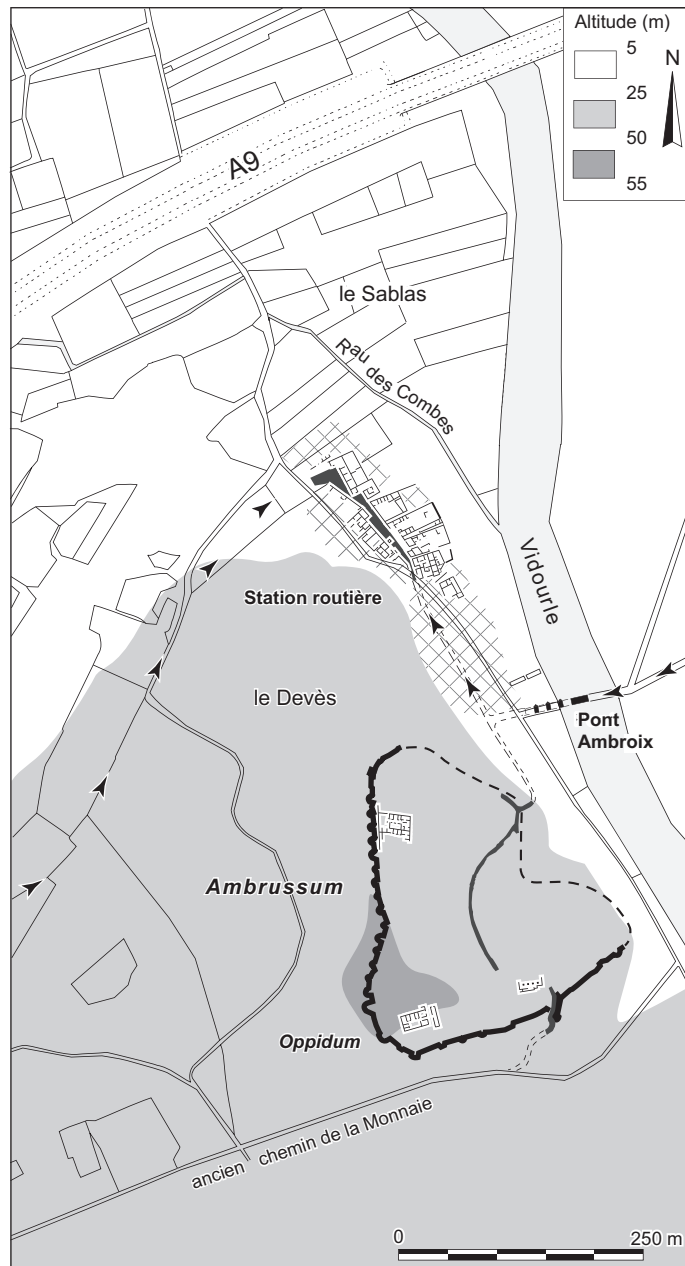 Altitude (m)
5
25
50
55
N
A9
le Sablas
Rau des Combes
Vidourle
Station routière
le Devès
Pont
Ambroix
Ambrussum
Oppidum
ancien chemin de la Monnaie
0
250 m